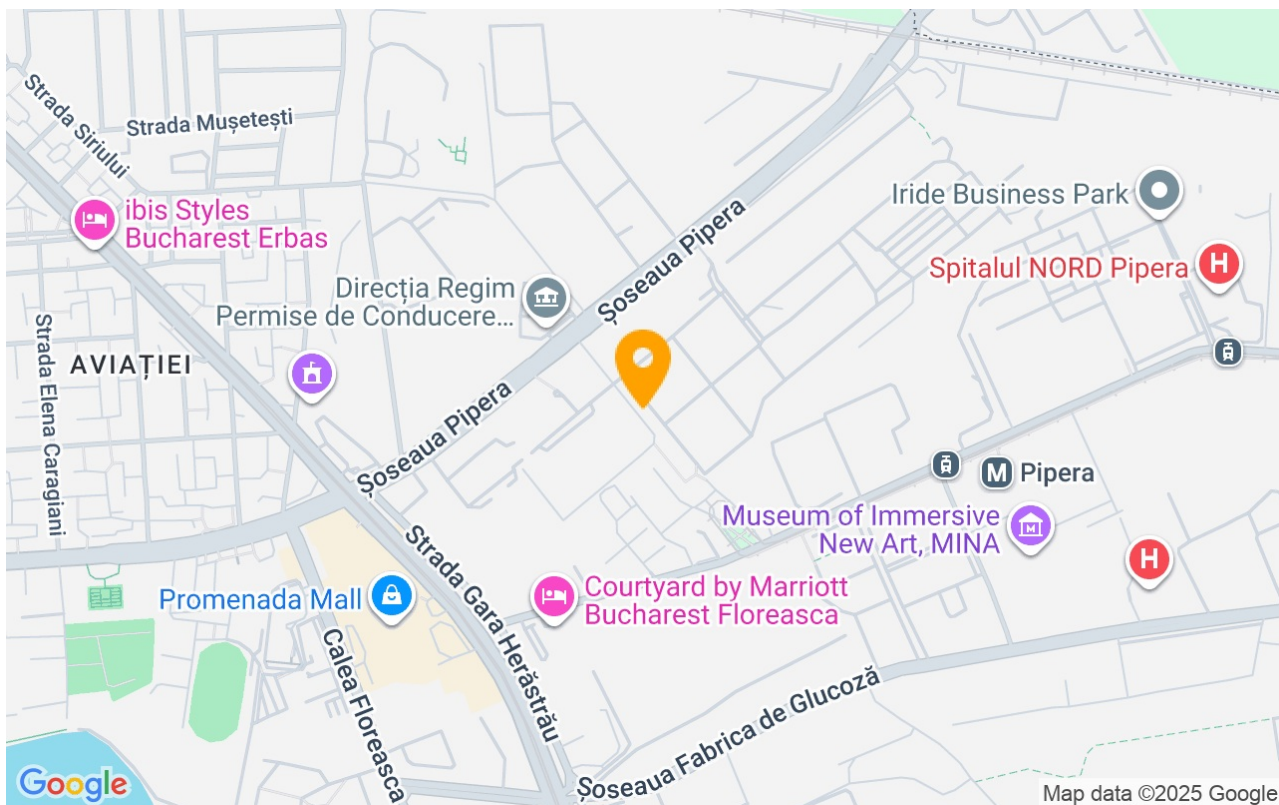 Strada Siriului
Strada Mușetești
ibis Styles
Bucharest Erbas
Șoseaua Pipera
Iride Business Park
Spitalul NORD Pipera
H
Direcția Regim
Permise de Conducere...
Strada Elena Caragiani
AVIAȚIEI
Șoseaua Pipera
M Pipera
Museum of Immersive
New Art, MINA
H
Promenada Mall
Strada Gara Herăstrău
Courtyard by Marriott
Bucharest Floreasca
Calea Floreasca
Șoseaua Fabrica de Glucoză
Google
Map data ©2025 Google